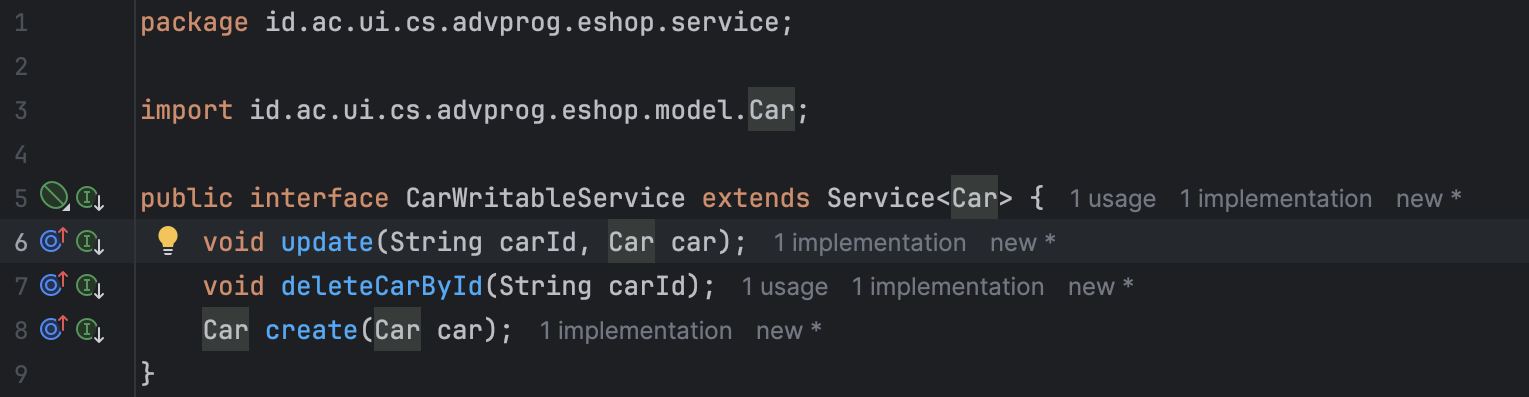 1 package id.ac.ui.cs.advprog.eshop.service;
2
3 import id.ac.ui.cs.advprog.eshop.model.Car;
4
5 public interface CarWritableService extends Service<Car> { 1 usage 1 implementation new *
6 void update(String carId, Car car); 1 implementation new *
7 void deleteCarById(String carId); 1 usage 1 implementation new *
8 Car create(Car car); 1 implementation new *
9 }